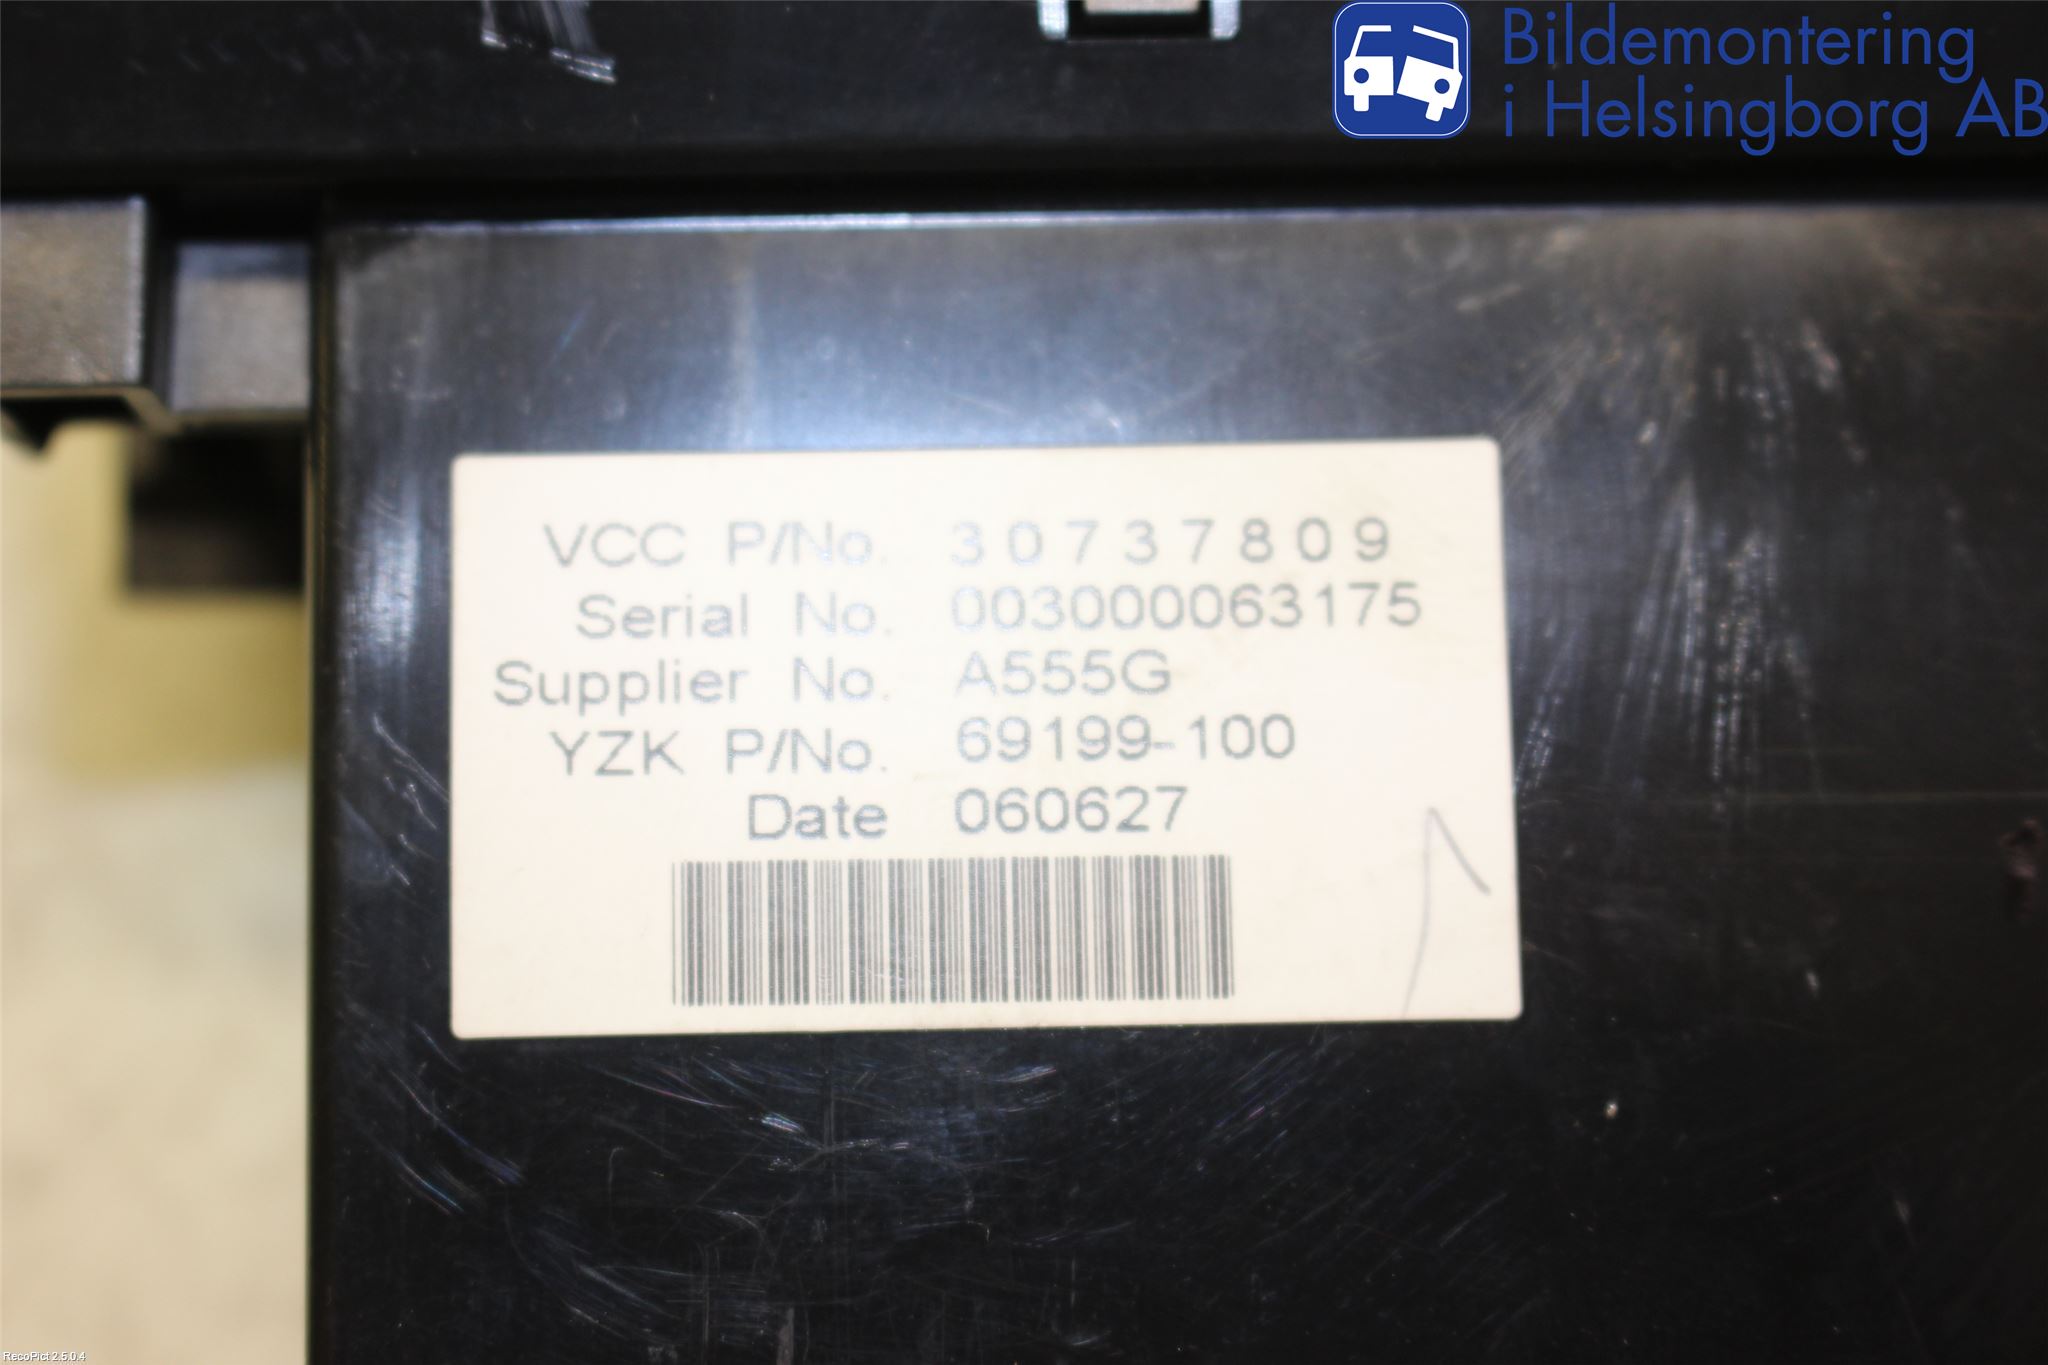 Bildemontering
i Helsingborg AB
VCC P/No. 30737809
Serial No. 003000063175
Supplier No. A555G
YZK P/No. 69199-100
Date 060627
RecoPict 2.5.0.4